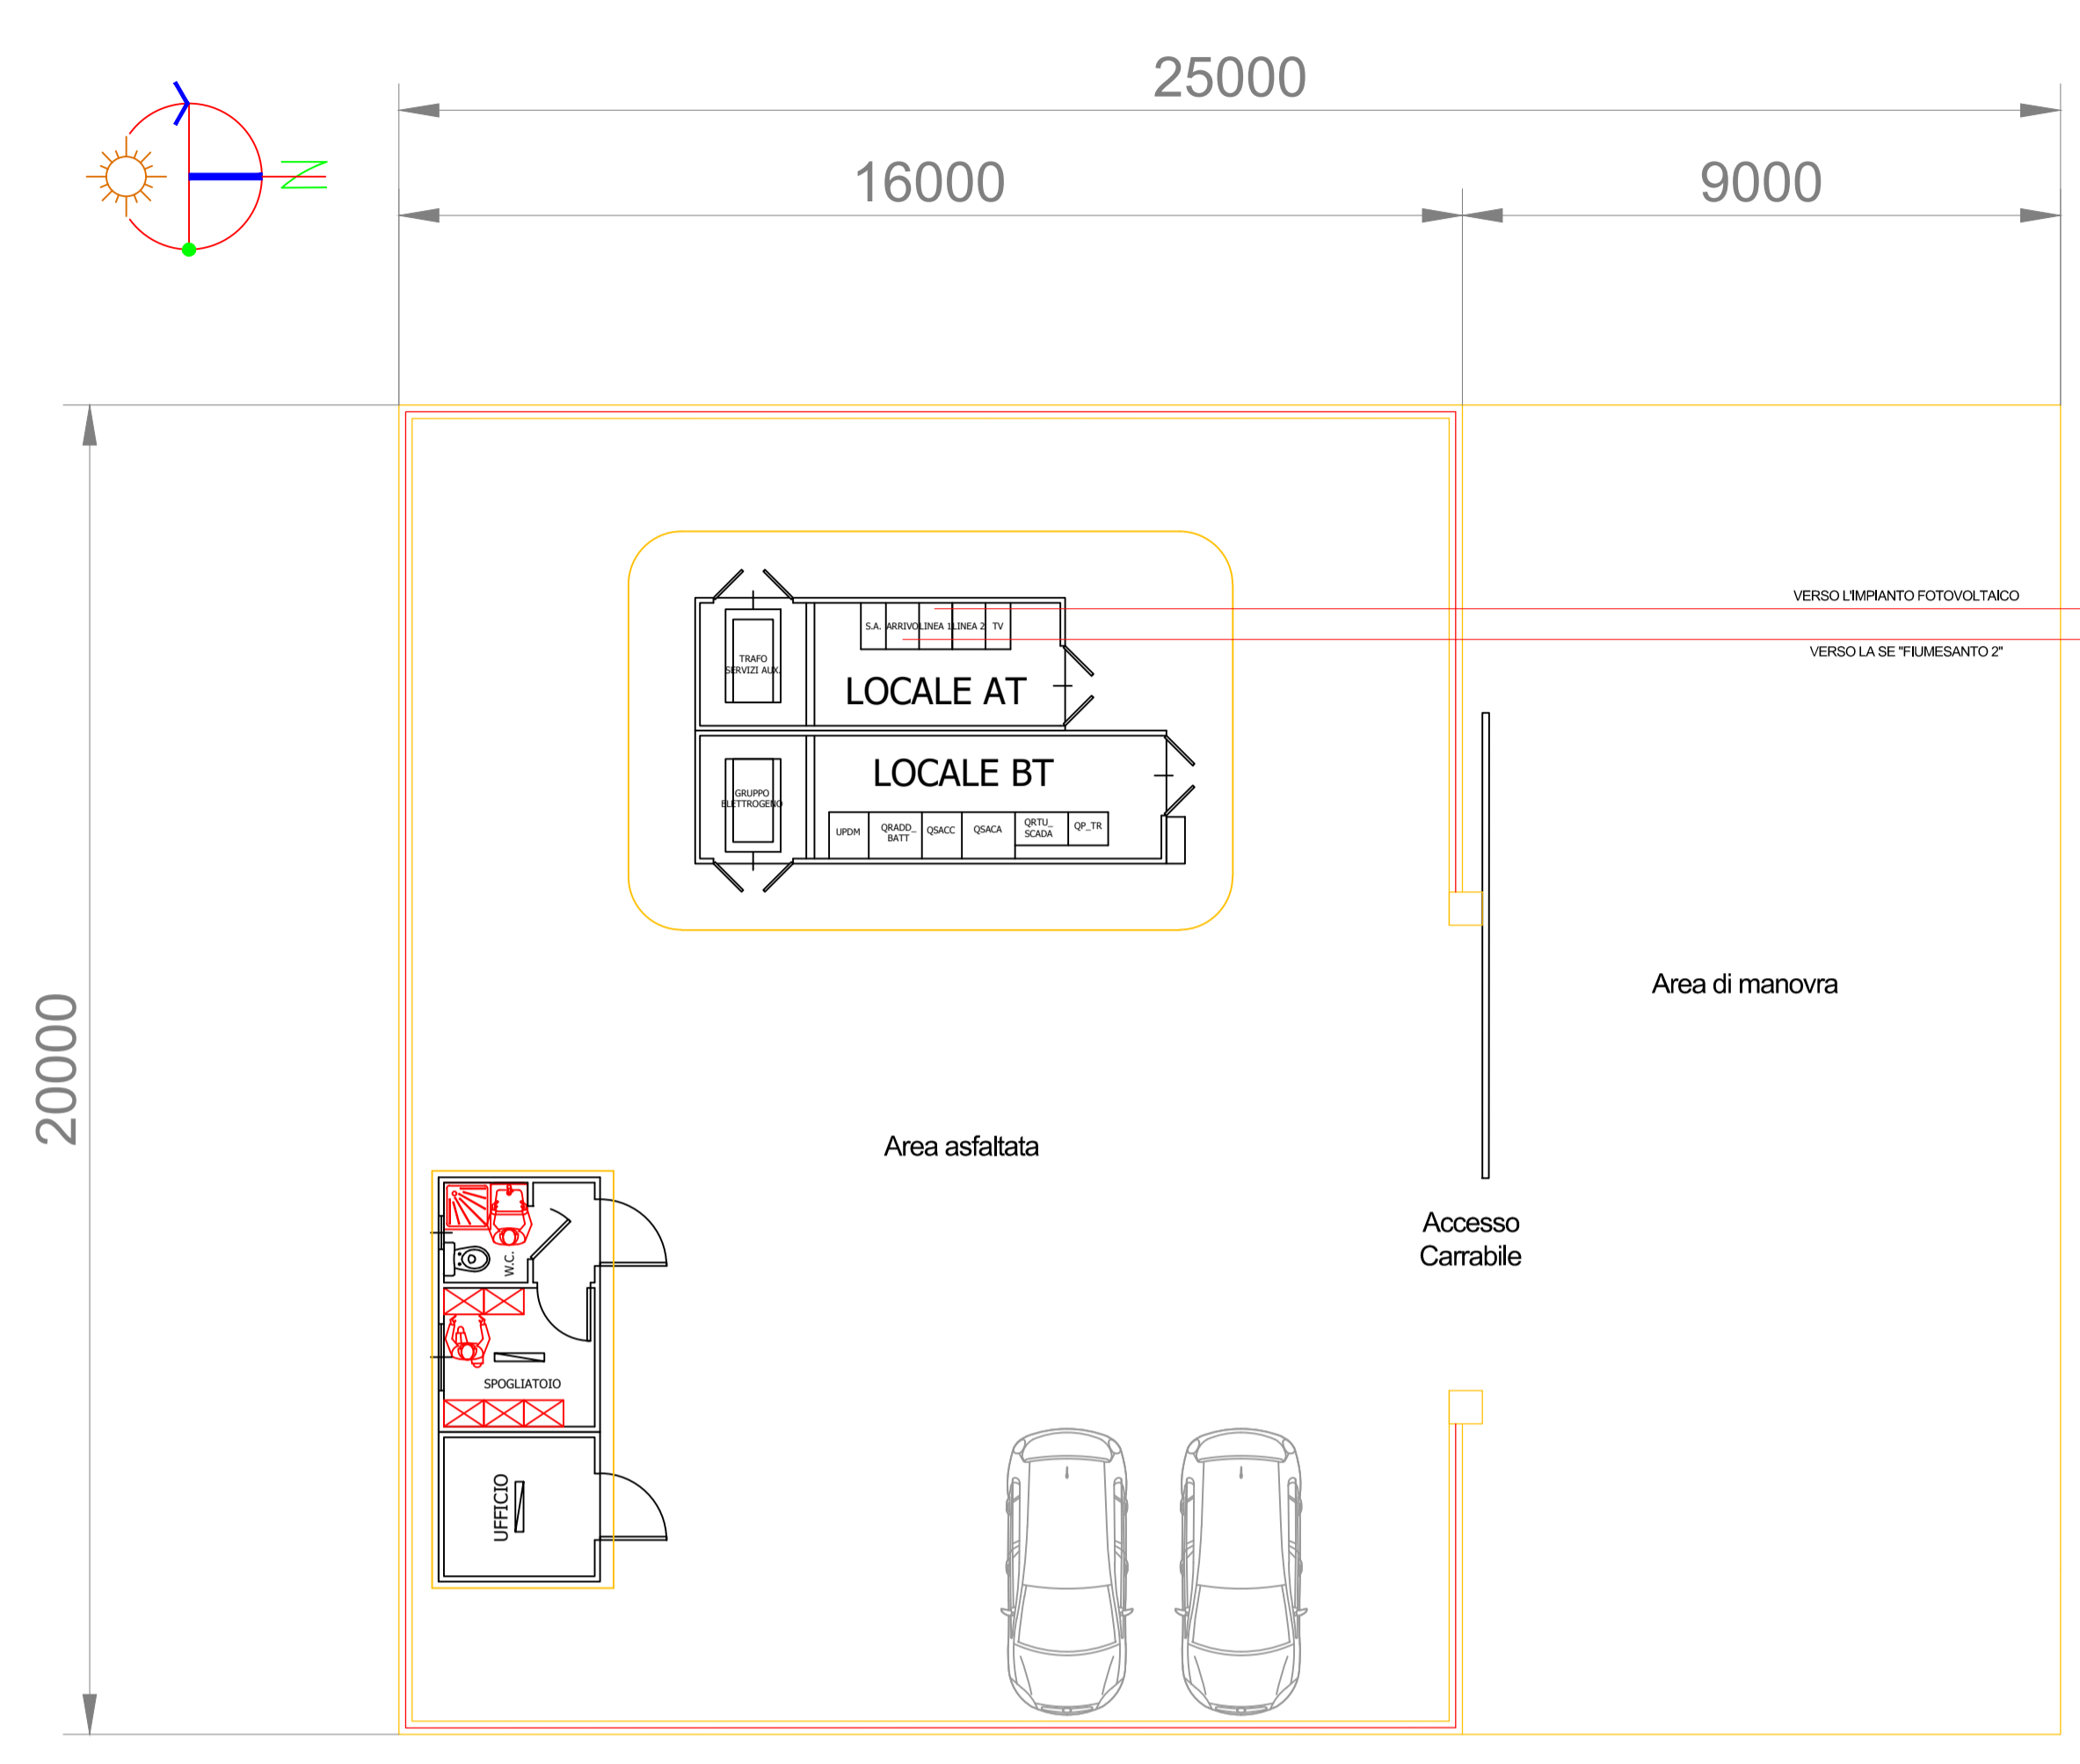 25000
16000
9000
N
20000
VERSO L'IMPIANTO FOTOVOLTAICO
VERSO LA SE "FIUMESANTO 2"
S.A.
ARRIVO
LINEA 1
LINEA 2
TV
TRAFO
SERVIZI AUX.
LOCALE AT
LOCALE BT
GRUPPO
ELETTROGENO
UPDM
QRADD_
BATT
QSACC
QSACA
QRTU_
SCADA
QP_TR
Area di manovra
Area asfaltata
Accesso
Carrabile
W.C.
SPOGLIATOIO
UFFICIO